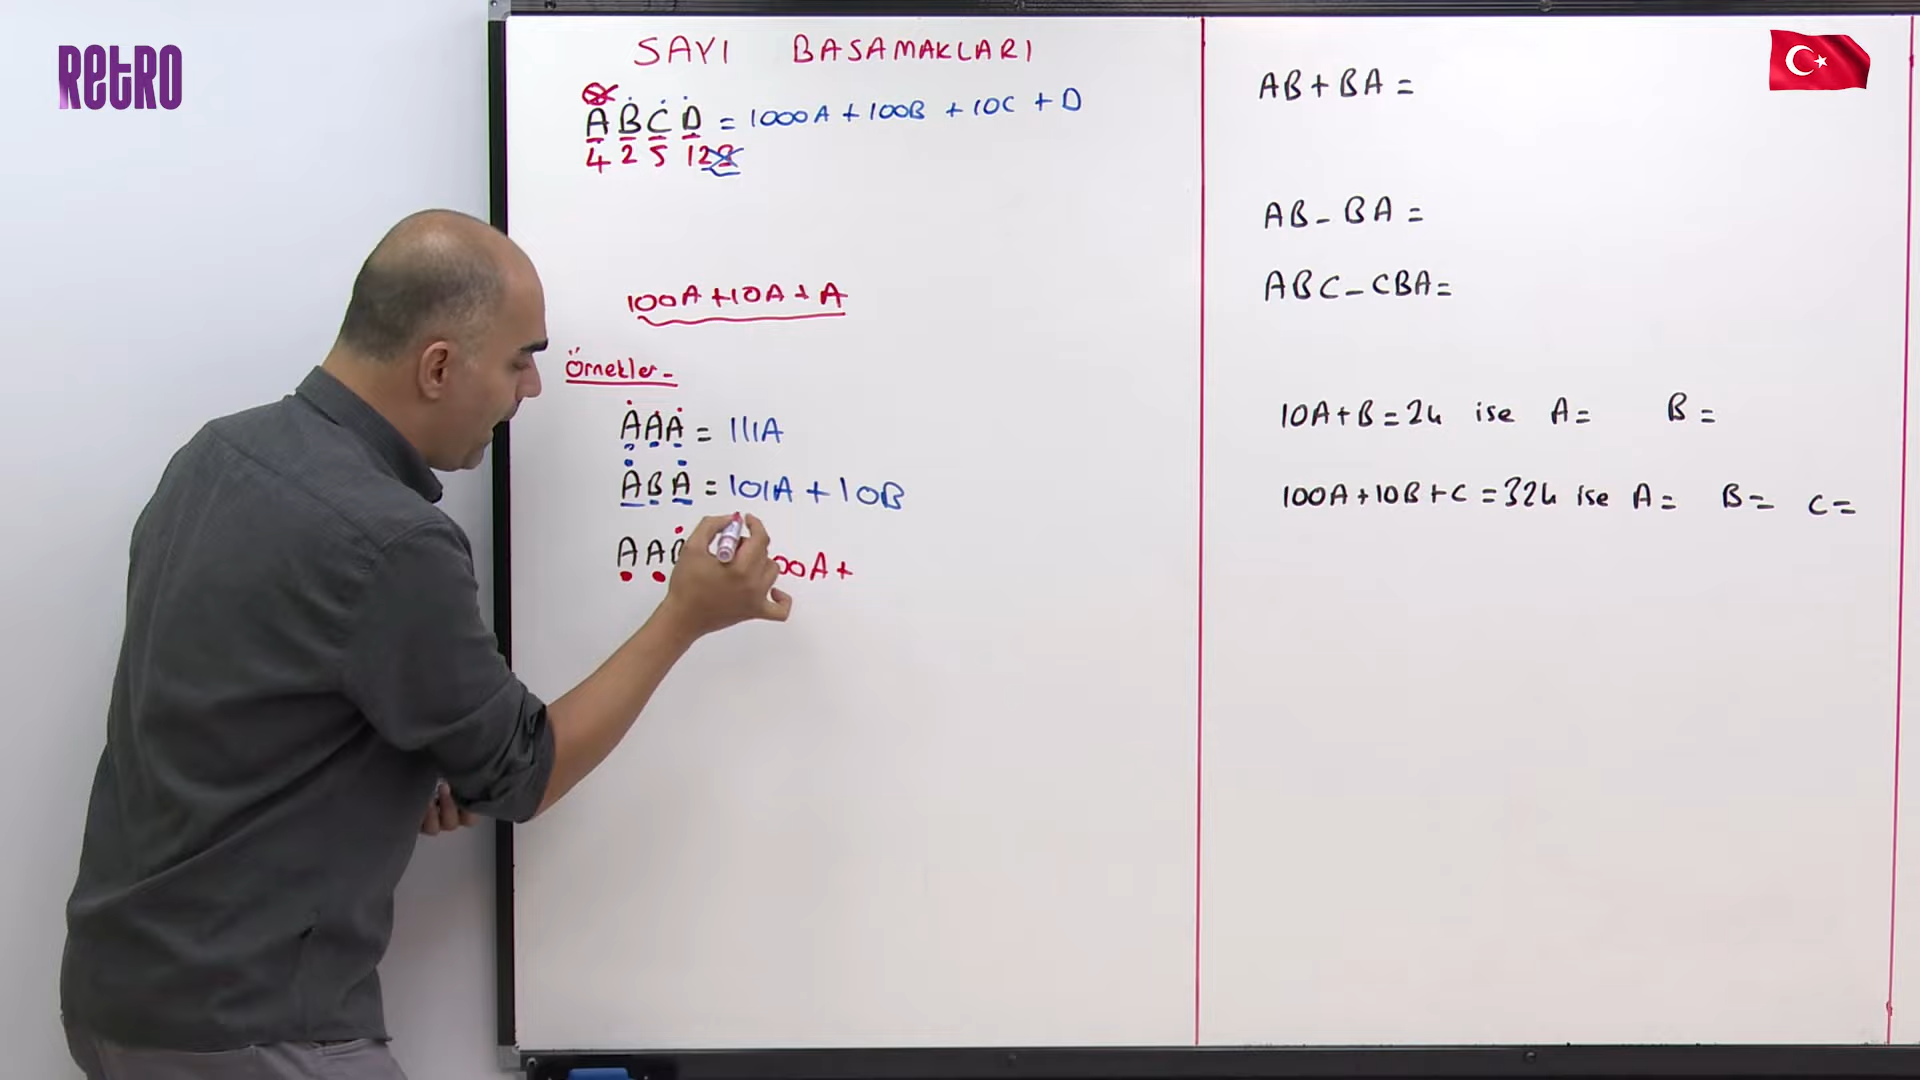 RetRO
SAYI BASAMAKLARI
ABCD = 1000A + 100B + 10C + D
4 2 5 12
100A + 10A + A
Örnekler -
AAA = 111A
ABA = 101A + 10B
AA 00A +
AB + BA =
AB - BA =
ABC - CBA =
10A + B = 24 ise A = B =
100A + 10B + C = 324 ise A = B = C =